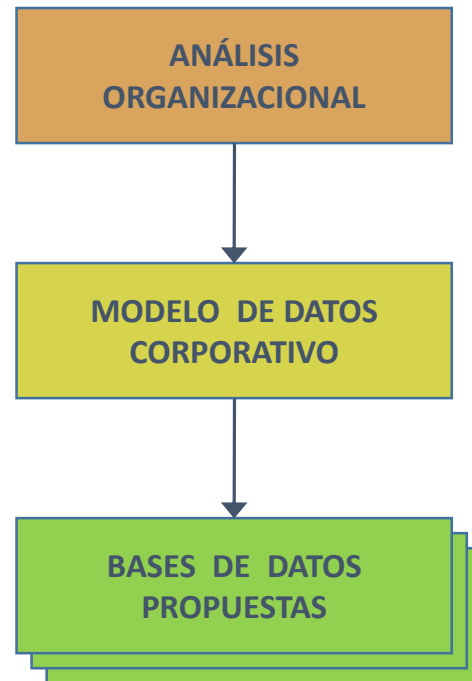 ANÁLISIS
ORGANIZACIONAL
MODELO DE DATOS
CORPORATIVO
BASES DE DATOS
PROPUESTAS